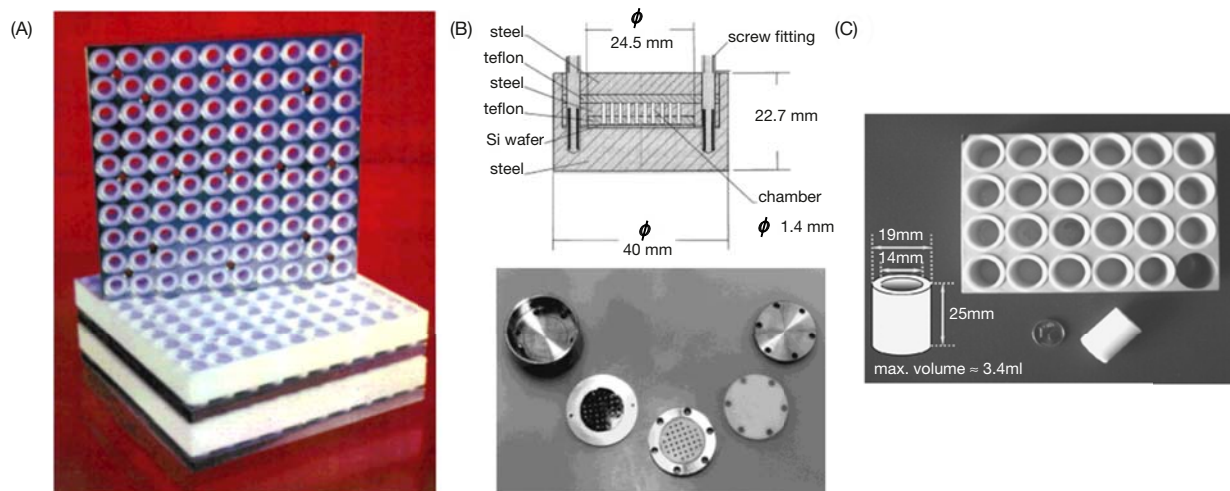 (A)
(B)
ϕ
24.5 mm
steel
teflon
steel
teflon
Si wafer
steel
screw fitting
22.7 mm
chamber
ϕ 1.4 mm
ϕ
40 mm
(C)
19mm
14mm
25mm
max. volume ≈ 3.4ml